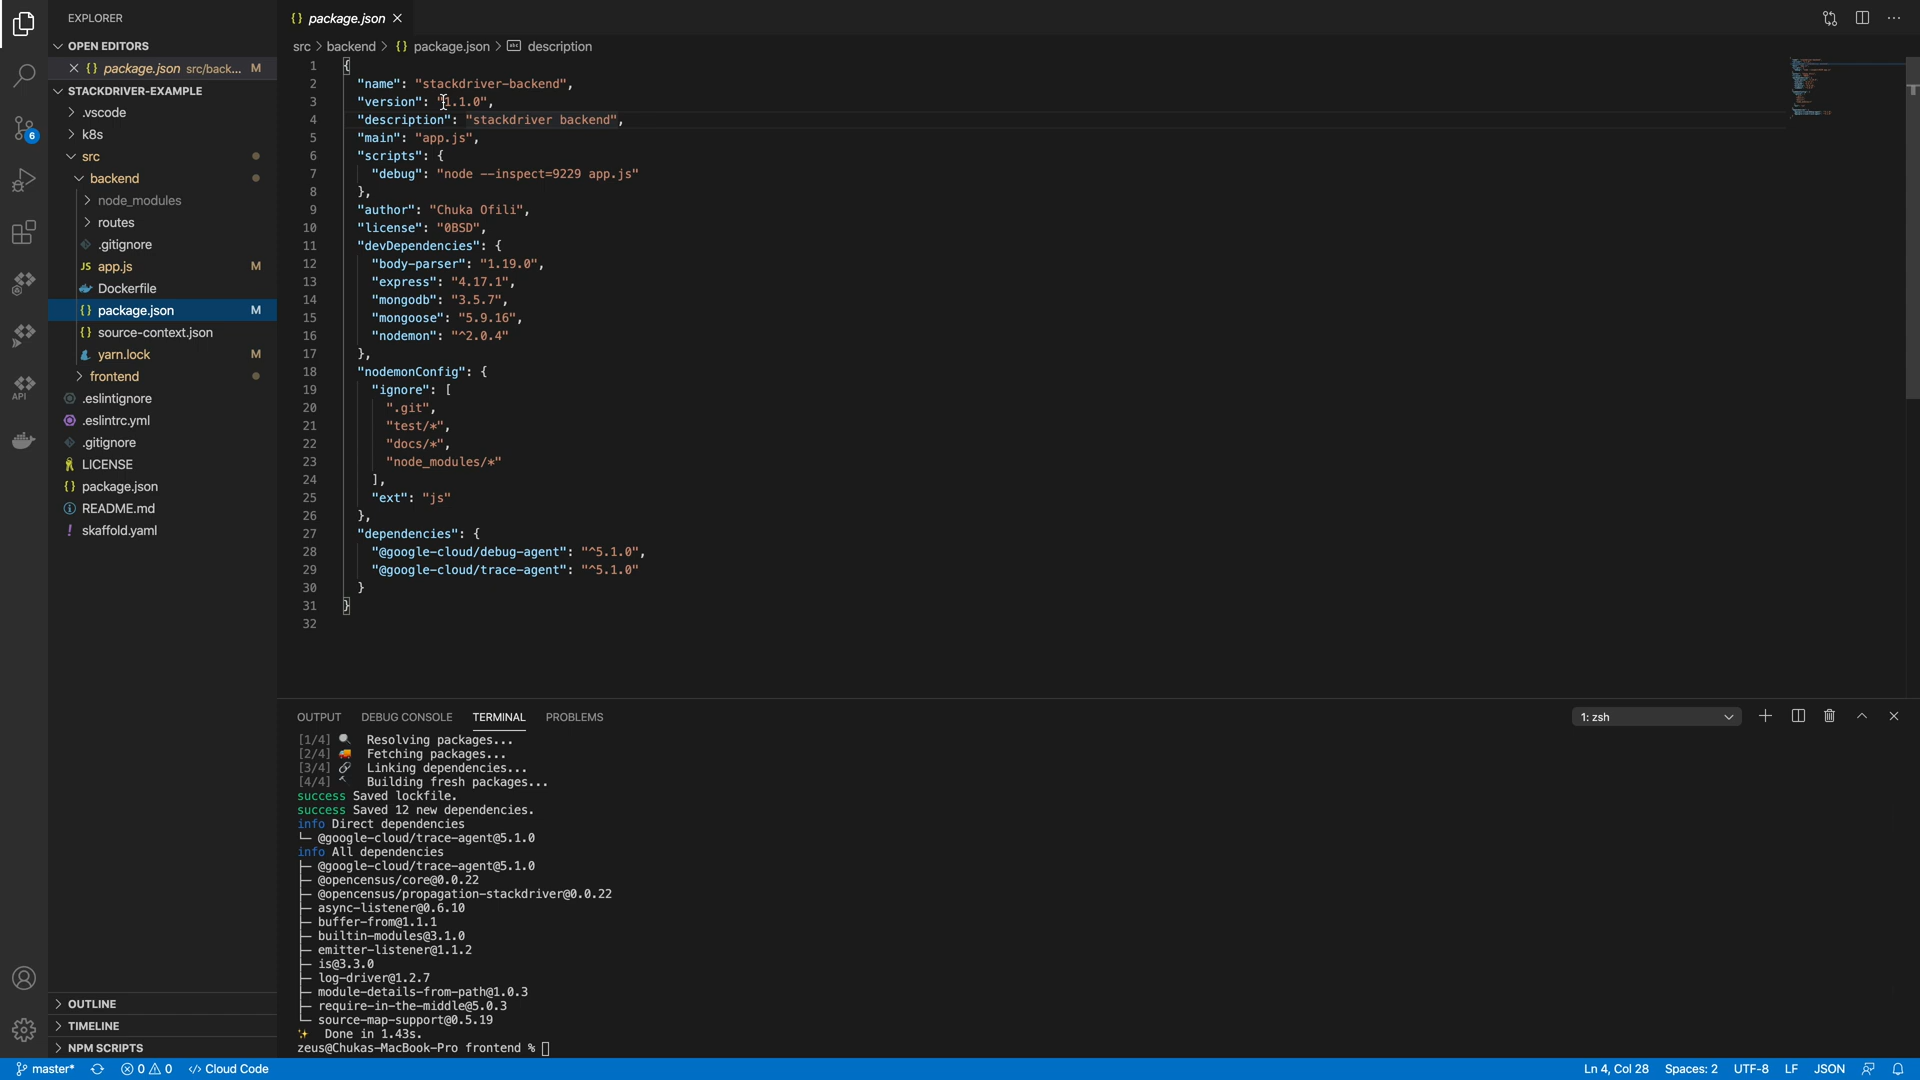 EXPLORER
OPEN EDITORS
package.json src/back... M
STACKDRIVER-EXAMPLE
.vscode
k8s
src
backend
node_modules
routes
.gitignore
JS app.js M
Dockerfile
{} package.json M
{} source-context.json
yarn.lock M
frontend
.eslintignore
.eslintrc.yml
.gitignore
LICENSE
{} package.json
README.md
! skaffold.yaml
OUTLINE
TIMELINE
NPM SCRIPTS
6
API
{} package.json
src > backend > {} package.json > abc description
1 {
2 "name": "stackdriver-backend",
3 "version": "1.1.0",
4 "description": "stackdriver backend",
5 "main": "app.js",
6 "scripts": {
7 "debug": "node --inspect=9229 app.js"
8 },
9 "author": "Chuka Ofili",
10 "license": "0BSD",
11 "devDependencies": {
12 "body-parser": "1.19.0",
13 "express": "4.17.1",
14 "mongodb": "3.5.7",
15 "mongoose": "5.9.16",
16 "nodemon": "^2.0.4"
17 },
18 "nodemonConfig": {
19 "ignore": [
20 ".git",
21 "test/*",
22 "docs/*",
23 "node_modules/*"
24 ],
25 "ext": "js"
26 },
27 "dependencies": {
28 "@google-cloud/debug-agent": "^5.1.0",
29 "@google-cloud/trace-agent": "^5.1.0"
30 }
31 }
32
OUTPUT DEBUG CONSOLE TERMINAL PROBLEMS 1: zsh
[1/4] Resolving packages...
[2/4] Fetching packages...
[3/4] Linking dependencies...
[4/4] Building fresh packages...
success Saved lockfile.
success Saved 12 new dependencies.
info Direct dependencies
└─ @google-cloud/trace-agent@5.1.0
info All dependencies
├─ @google-cloud/trace-agent@5.1.0
├─ @opencensus/core@0.0.22
├─ @opencensus/propagation-stackdriver@0.0.22
├─ async-listener@0.6.10
├─ buffer-from@1.1.1
├─ builtin-modules@3.1.0
├─ emitter-listener@1.1.2
├─ is@3.3.0
├─ log-driver@1.2.7
├─ module-details-from-path@1.0.3
├─ require-in-the-middle@5.0.3
└─ source-map-support@0.5.19
Done in 1.43s.
zeus@Chukas-MacBook-Pro frontend %
master* 0 0 </> Cloud Code Ln 4, Col 28 Spaces: 2 UTF-8 LF JSON